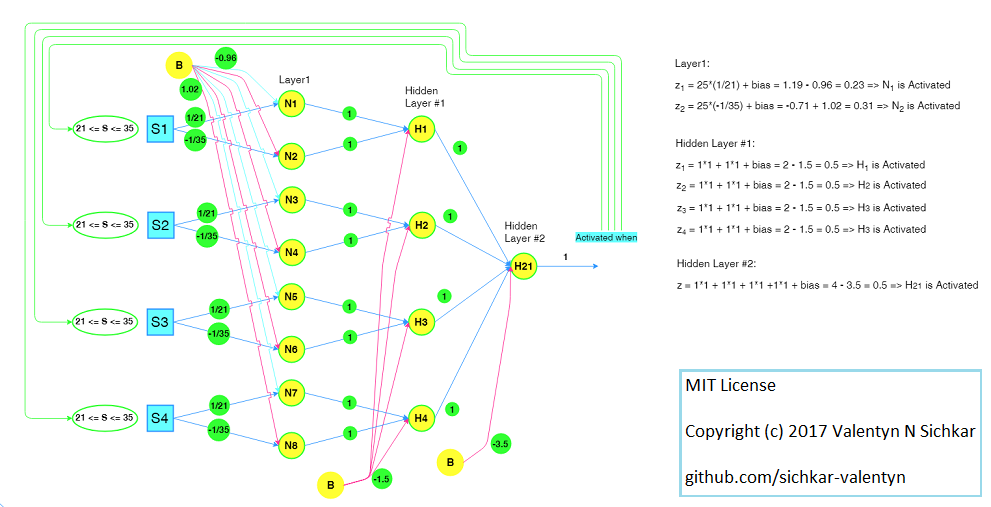 B
-0.96
1.02
Layer1
Hidden
Layer #1
21 <= S <= 35
S1
1/21
-1/35
N1
N2
1
1
H1
1
21 <= S <= 35
S2
1/21
-1/35
N3
N4
1
1
H2
1
Hidden
Layer #2
H21
1
Activated when
21 <= S <= 35
S3
1/21
-1/35
N5
N6
1
1
H3
1
21 <= S <= 35
S4
1/21
-1/35
N7
N8
1
1
H4
1
B
-1.5
B
-3.5
Layer1:
z₁ = 25*(1/21) + bias = 1.19 - 0.96 = 0.23 => N₁ is Activated
z₂ = 25*(-1/35) + bias = -0.71 + 1.02 = 0.31 => N₂ is Activated
Hidden Layer #1:
z₁ = 1*1 + 1*1 + bias = 2 - 1.5 = 0.5 => H₁ is Activated
z₂ = 1*1 + 1*1 + bias = 2 - 1.5 = 0.5 => H2 is Activated
z₃ = 1*1 + 1*1 + bias = 2 - 1.5 = 0.5 => H3 is Activated
z₄ = 1*1 + 1*1 + bias = 2 - 1.5 = 0.5 => H3 is Activated
Hidden Layer #2:
z = 1*1 + 1*1 + 1*1 +1*1 + bias = 4 - 3.5 = 0.5 => H21 is Activated
MIT License
Copyright (c) 2017 Valentyn N Sichkar
github.com/sichkar-valentyn